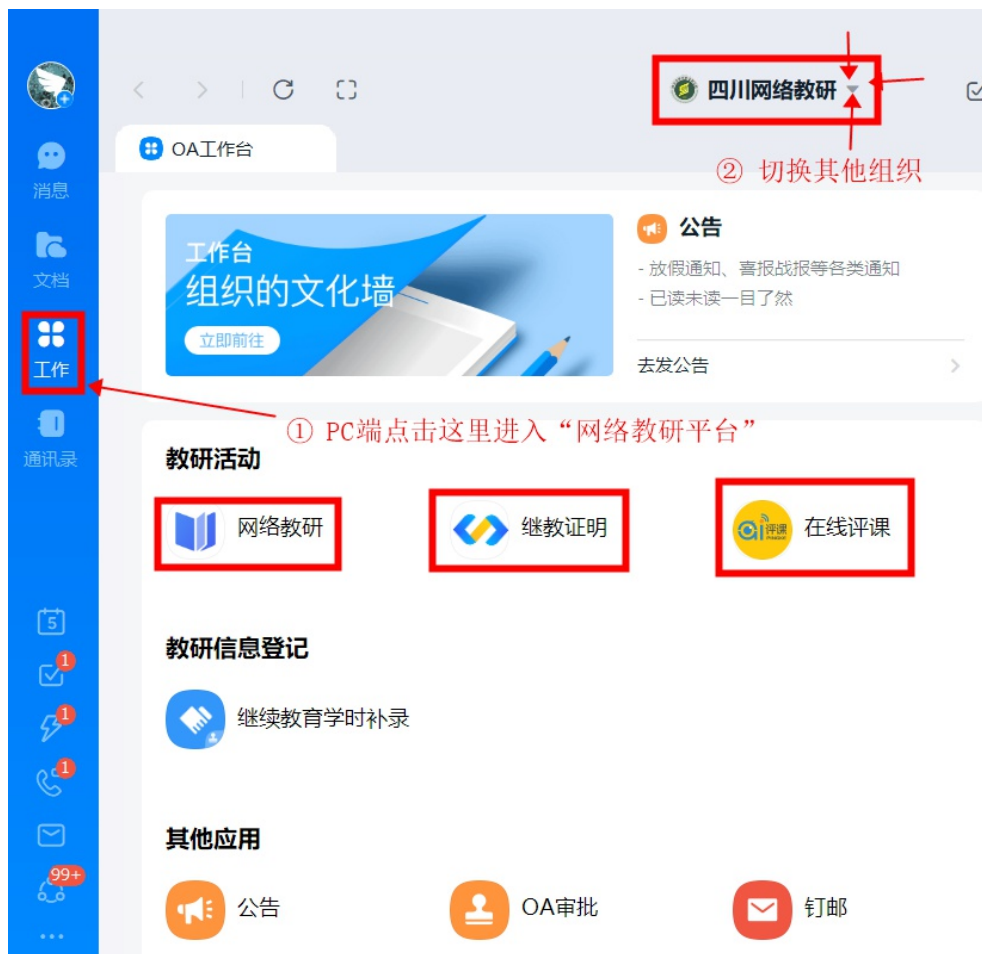 四川网络教研
OA工作台
② 切换其他组织
消息
文档
工作
通讯录
工作台
组织的文化墙
立即前往
公告
- 放假通知、喜报战报等各类通知
- 已读未读一目了然
去发公告
① PC端点击这里进入“网络教研平台”
教研活动
网络教研
继教证明
评课
在线评课
教研信息登记
继续教育学时补录
5
1
1
1
99+
其他应用
公告
OA审批
钉邮